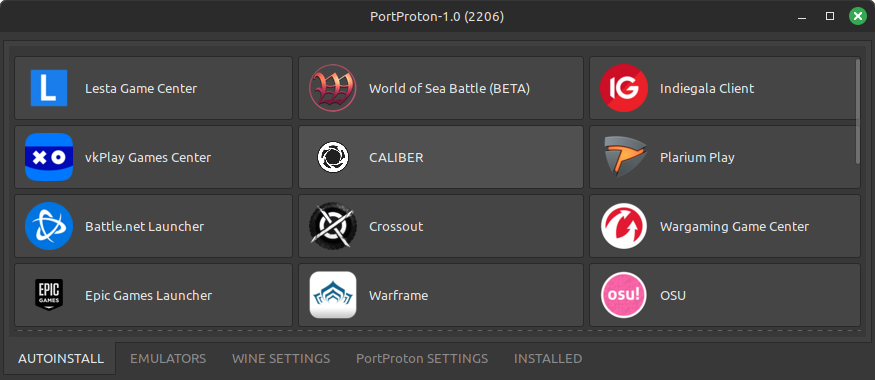 PortProton-1.0 (2206)
L Lesta Game Center
World of Sea Battle (BETA)
IG Indiegala Client
XO vkPlay Games Center
CALIBER
Plarium Play
Battle.net Launcher
Crossout
Wargaming Game Center
EPIC GAMES Epic Games Launcher
Warframe
osu! OSU
AUTOINSTALL EMULATORS WINE SETTINGS PortProton SETTINGS INSTALLED